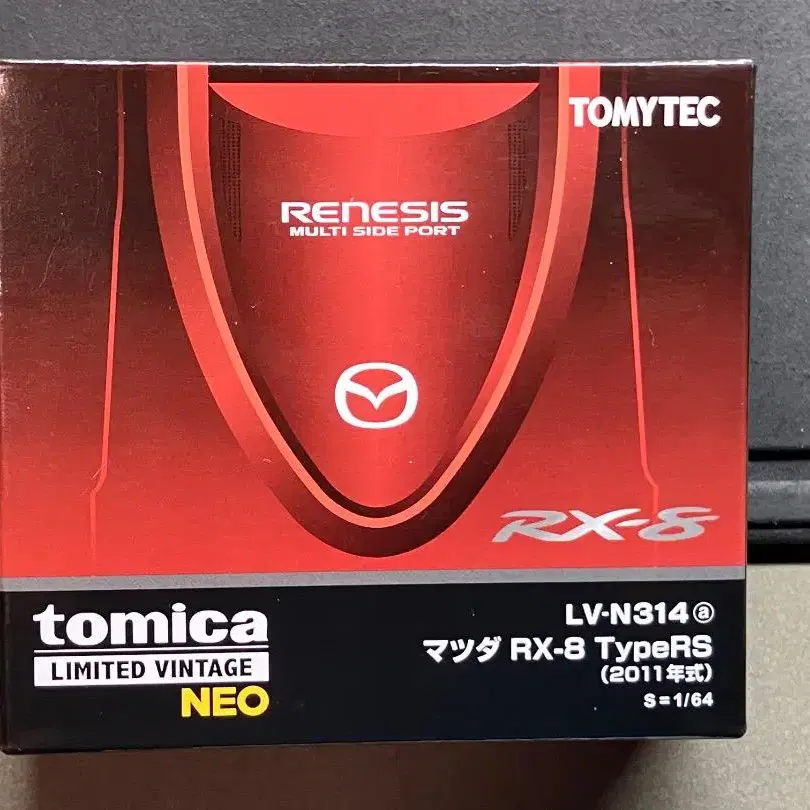 TOMYTEC
RENESIS
MULTI SIDE PORT
RX-8
tomica
LIMITED VINTAGE
NEO
LV-N314ⓐ
マツダ RX-8 TypeRS
(2011年式)
S=1/64